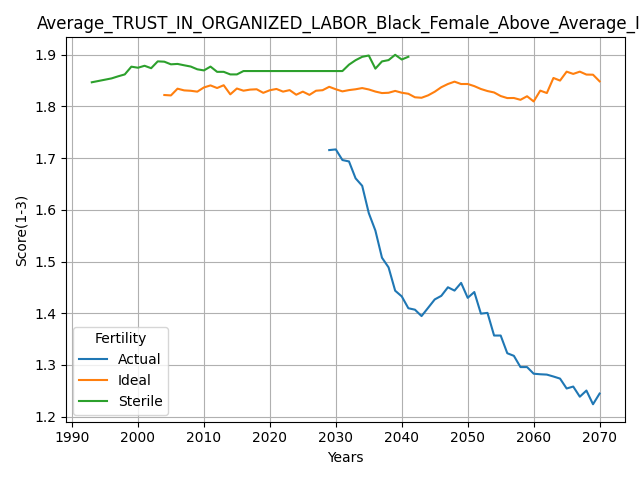 Average_TRUST_IN_ORGANIZED_LABOR_Black_Female_Above_Average_I
1.9
1.8
1.7
1.6
1.5
1.4
1.3
1.2
Score(1-3)
Fertility
Actual
Ideal
Sterile
1990 2000 2010 2020 2030 2040 2050 2060 2070
Years